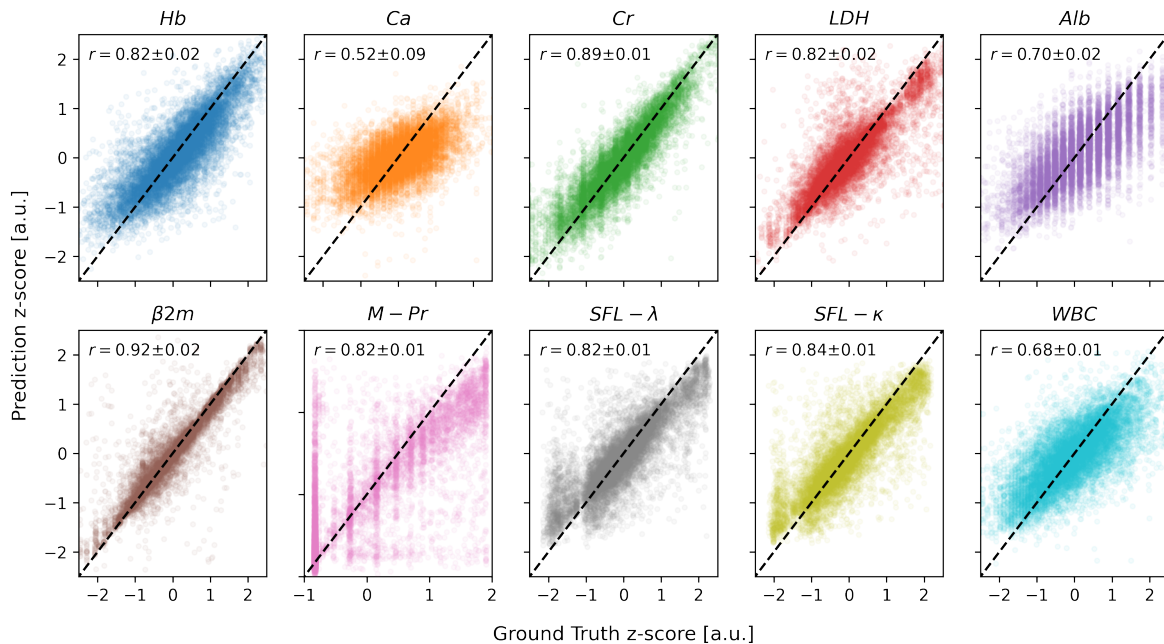 Hb Ca Cr LDH Alb
r = 0.82±0.02 r = 0.52±0.09 r = 0.89±0.01 r = 0.82±0.02 r = 0.70±0.02
2
1
0
−1
−2
Prediction z-score [a.u.]
β2m M − Pr SFL − λ SFL − κ WBC
r = 0.92±0.02 r = 0.82±0.01 r = 0.82±0.01 r = 0.84±0.01 r = 0.68±0.01
2
1
0
−1
−2
−2 −1 0 1 2 −1 0 1 2 −2 −1 0 1 2 −2 −1 0 1 2 −2 −1 0 1 2
Ground Truth z-score [a.u.]